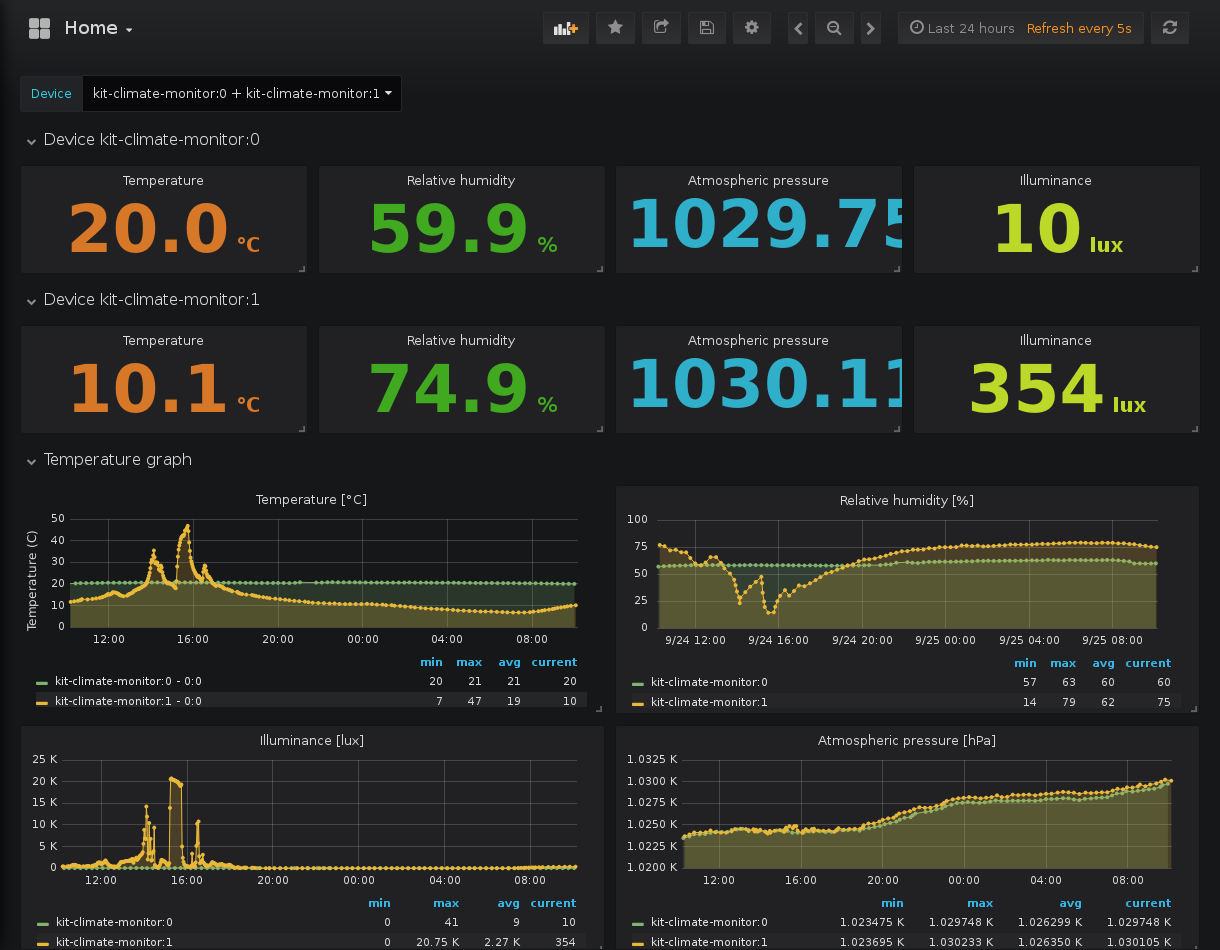 Home
Last 24 hours Refresh every 5s
Device kit-climate-monitor:0 + kit-climate-monitor:1
Device kit-climate-monitor:0
Temperature Relative humidity Atmospheric pressure Illuminance
20.0 °C 59.9 % 1029.75 10 lux
Device kit-climate-monitor:1
Temperature Relative humidity Atmospheric pressure Illuminance
10.1 °C 74.9 % 1030.11 354 lux
Temperature graph
Temperature [°C]
Temperature (C)
50
40
30
20
10
0
12:00 16:00 20:00 00:00 04:00 08:00
min max avg current
kit-climate-monitor:0 - 0:0 20 21 21 20
kit-climate-monitor:1 - 0:0 7 47 19 10
Relative humidity [%]
100
75
50
25
0
9/24 12:00 9/24 16:00 9/24 20:00 9/25 00:00 9/25 04:00 9/25 08:00
min max avg current
kit-climate-monitor:0 57 63 60 60
kit-climate-monitor:1 14 79 62 75
Illuminance [lux]
25 K
20 K
15 K
10 K
5 K
0
12:00 16:00 20:00 00:00 04:00 08:00
min max avg current
kit-climate-monitor:0 0 41 9 10
kit-climate-monitor:1 0 20.75 K 2.27 K 354
Atmospheric pressure [hPa]
1.0325 K
1.0300 K
1.0275 K
1.0250 K
1.0225 K
1.0200 K
12:00 16:00 20:00 00:00 04:00 08:00
min max avg current
kit-climate-monitor:0 1.023475 K 1.029748 K 1.026299 K 1.029748 K
kit-climate-monitor:1 1.023695 K 1.030233 K 1.026350 K 1.030105 K